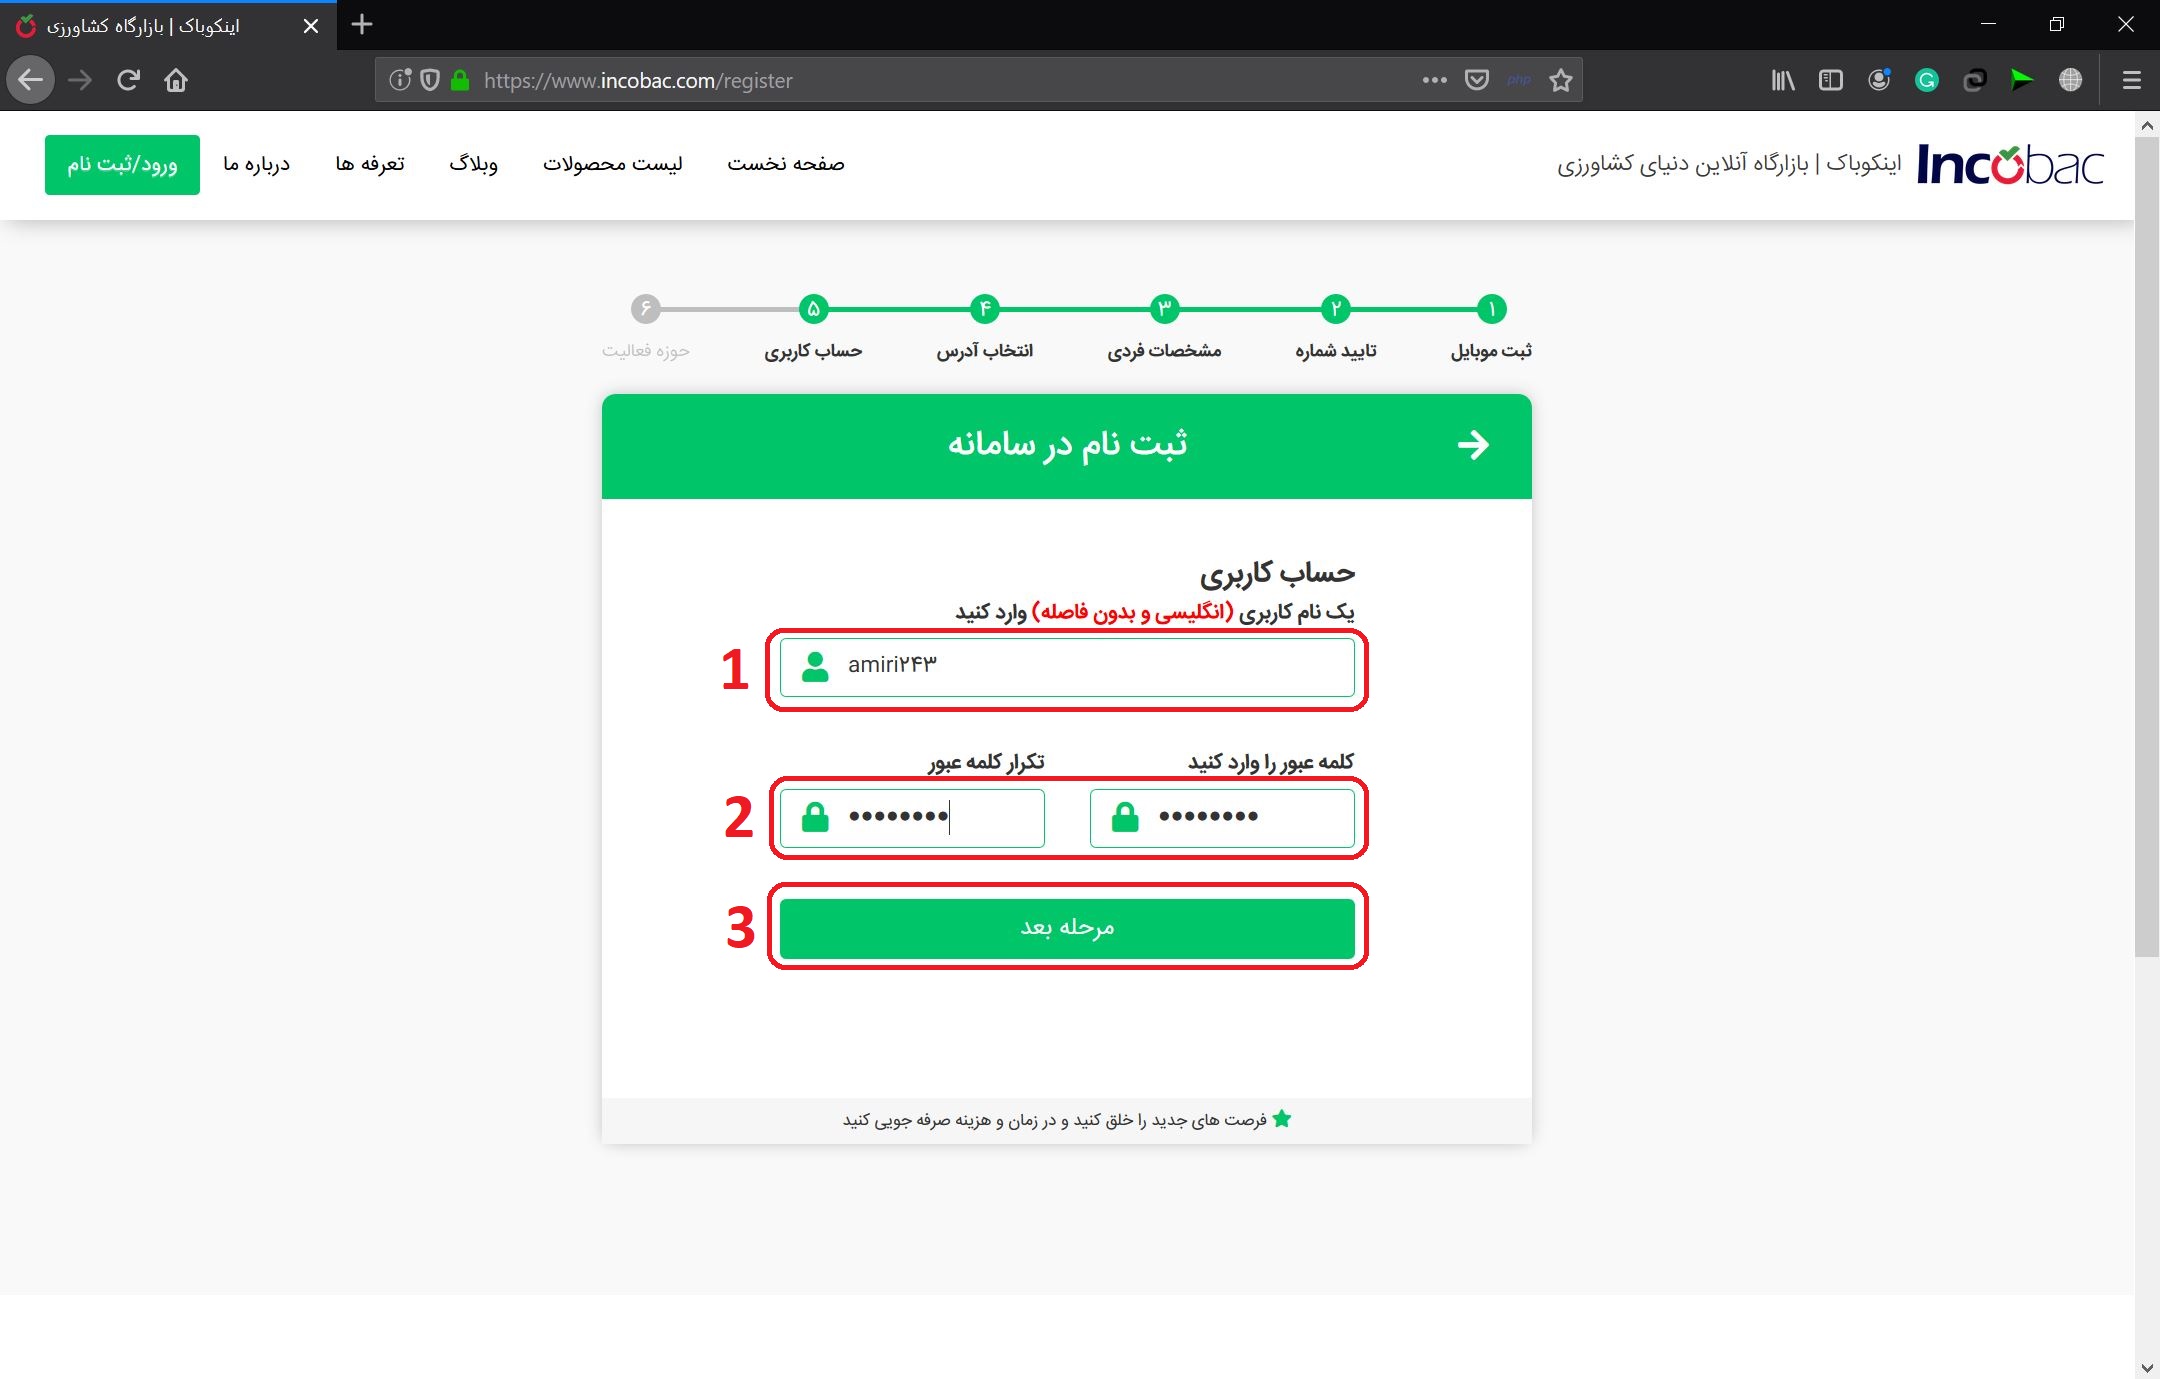 اینکوباک | بازارگاه کشاورزی
https://www.incobac.com/register
php
Incobac
اینکوباک | بازارگاه آنلاین دنیای کشاورزی
صفحه نخست
لیست محصولات
وبلاگ
تعرفه ها
درباره ما
ورود/ثبت نام
۱ ۲ ۳ ۴ ۵ ۶
ثبت موبایل
تایید شماره
مشخصات فردی
انتخاب آدرس
حساب کاربری
حوزه فعالیت
ثبت نام در سامانه
حساب کاربری
یک نام کاربری (انگلیسی و بدون فاصله) وارد کنید
1
amiri۲۴۳
کلمه عبور را وارد کنید
تکرار کلمه عبور
2
••••••••
••••••••
3
مرحله بعد
فرصت های جدید را خلق کنید و در زمان و هزینه صرفه جویی کنید